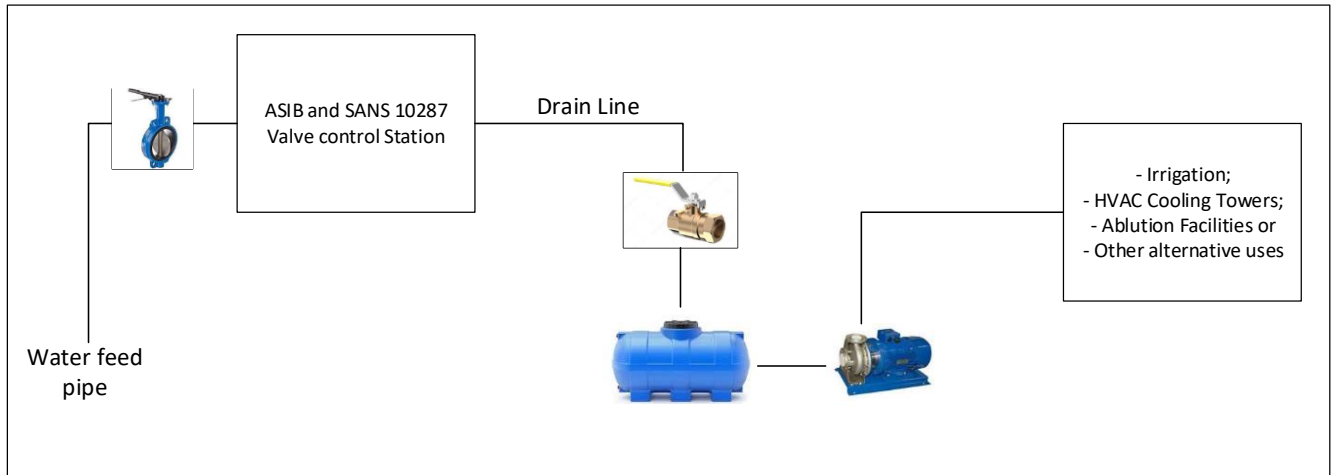 ASIB and SANS 10287
Valve control Station
Drain Line
Water feed
pipe
- Irrigation;
- HVAC Cooling Towers;
- Ablution Facilities or
- Other alternative uses